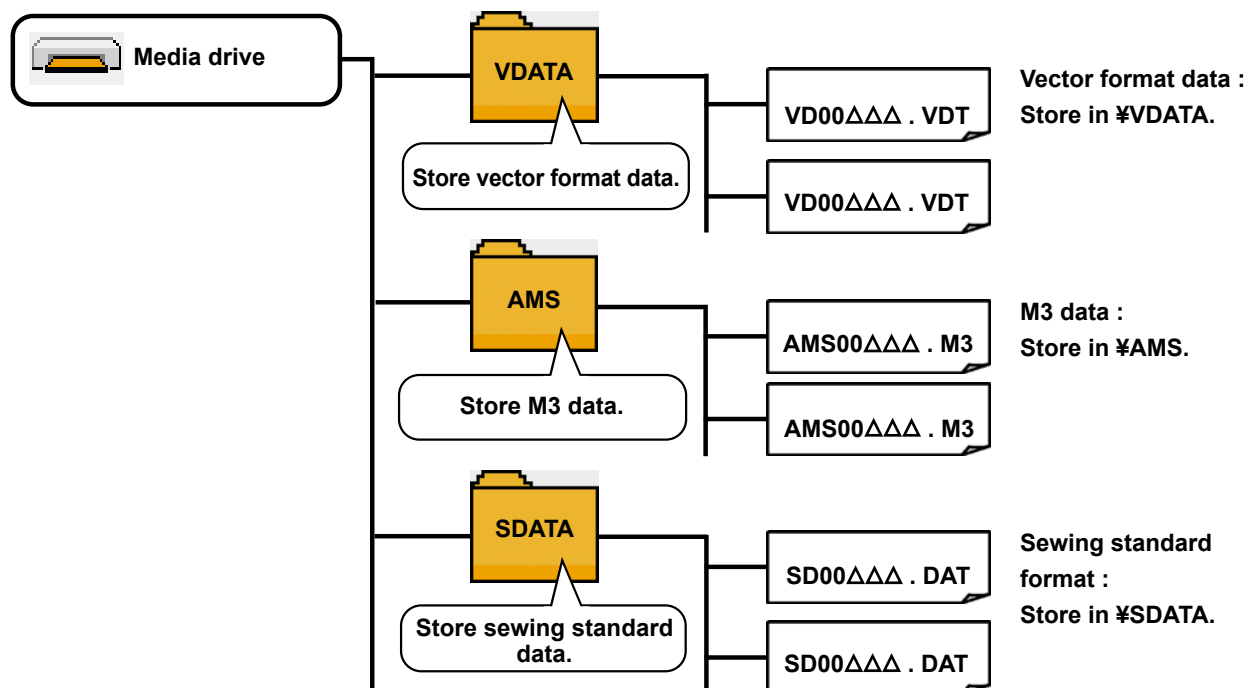 Media drive
VDATA
Store vector format data.
VD00△△△ . VDT
VD00△△△ . VDT
Vector format data :
Store in ¥VDATA.
AMS
Store M3 data.
AMS00△△△ . M3
AMS00△△△ . M3
M3 data :
Store in ¥AMS.
SDATA
Store sewing standard
data.
SD00△△△ . DAT
SD00△△△ . DAT
Sewing standard
format :
Store in ¥SDATA.